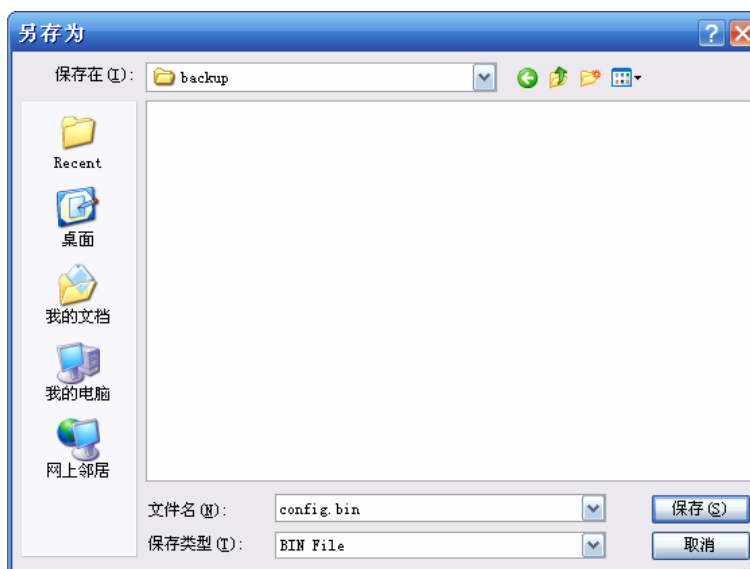 另存为
保存在(I):
backup
Recent
桌面
我的文档
我的电脑
网上邻居
文件名(N):
config.bin
保存(S)
保存类型(T):
BIN File
取消